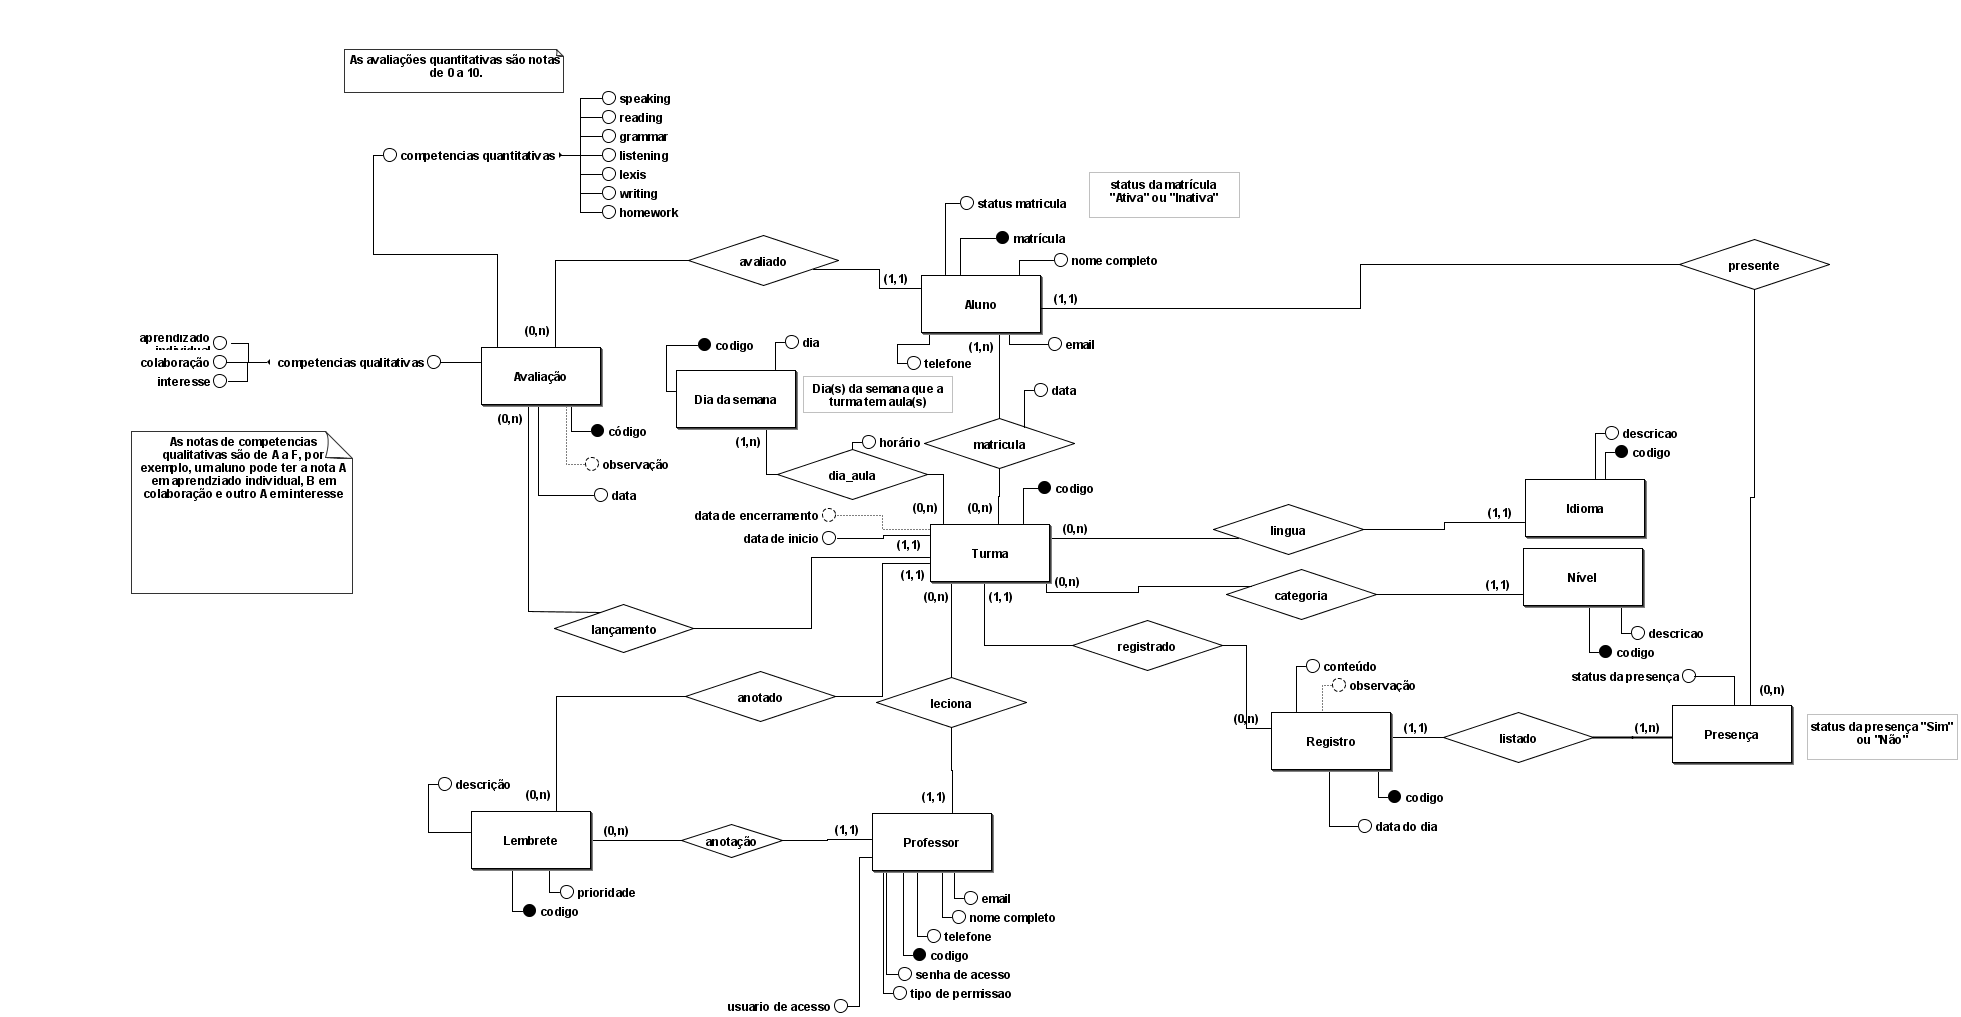 As avaliações quantitativas são notas
de 0 a 10.
speaking
reading
grammar
competencias quantitativas
listening
lexis
writing
homework
status da matrícula
"Ativa" ou "Inativa"
status matricula
matrícula
nome completo
avaliado
(1,1)
Aluno
(1,1)
presente
(0,n)
aprendizado
individual
colaboração
interesse
competencias qualitativas
Avaliação
(0,n)
código
observação
data
codigo
dia
Dia da semana
Dia(s) da semana que a
turma tem aula(s)
(1,n)
telefone
(1,n)
email
data
matricula
horário
dia_aula
(0,n)
(0,n)
codigo
As notas de competencias
qualitativas são de A a F, por
exemplo, um aluno pode ter a nota A
em aprendziado individual, B em
colaboração e outro A em interesse
data de encerramento
data de inicio
(1,1)
Turma
(1,1)
(0,n)
lingua
(1,1)
descricao
codigo
Idioma
(0,n)
categoria
(1,1)
Nível
descricao
codigo
(0,n)
(1,1)
lançamento
registrado
anotado
leciona
conteúdo
observação
(0,n)
Registro
(1,1)
listado
(1,n)
status da presença
(0,n)
Presença
status da presença "Sim"
ou "Não"
codigo
data do dia
descrição
(0,n)
Lembrete
(0,n)
anotação
(1,1)
(1,1)
Professor
prioridade
codigo
email
nome completo
telefone
codigo
senha de acesso
tipo de permissao
usuario de acesso